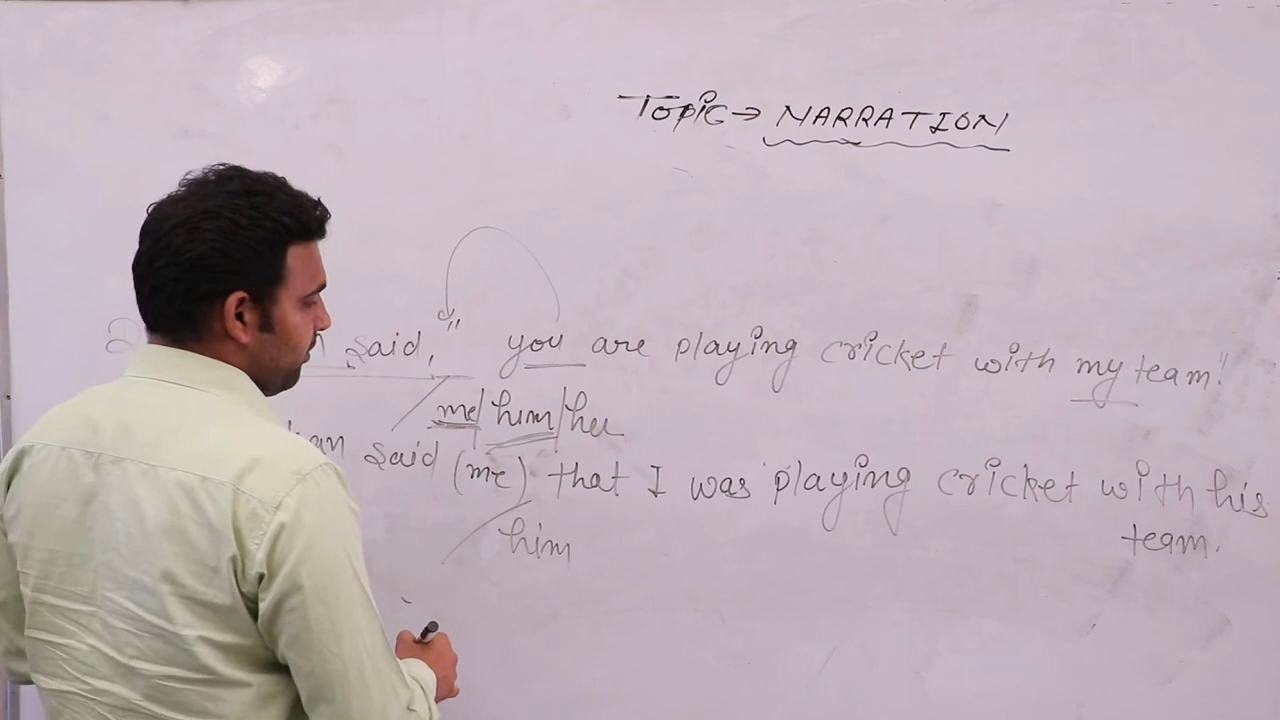 Topic → NARRATION
said, " you are playing cricket with my team."
me/ him/ her
said (me) that I was playing cricket with his
him
team.